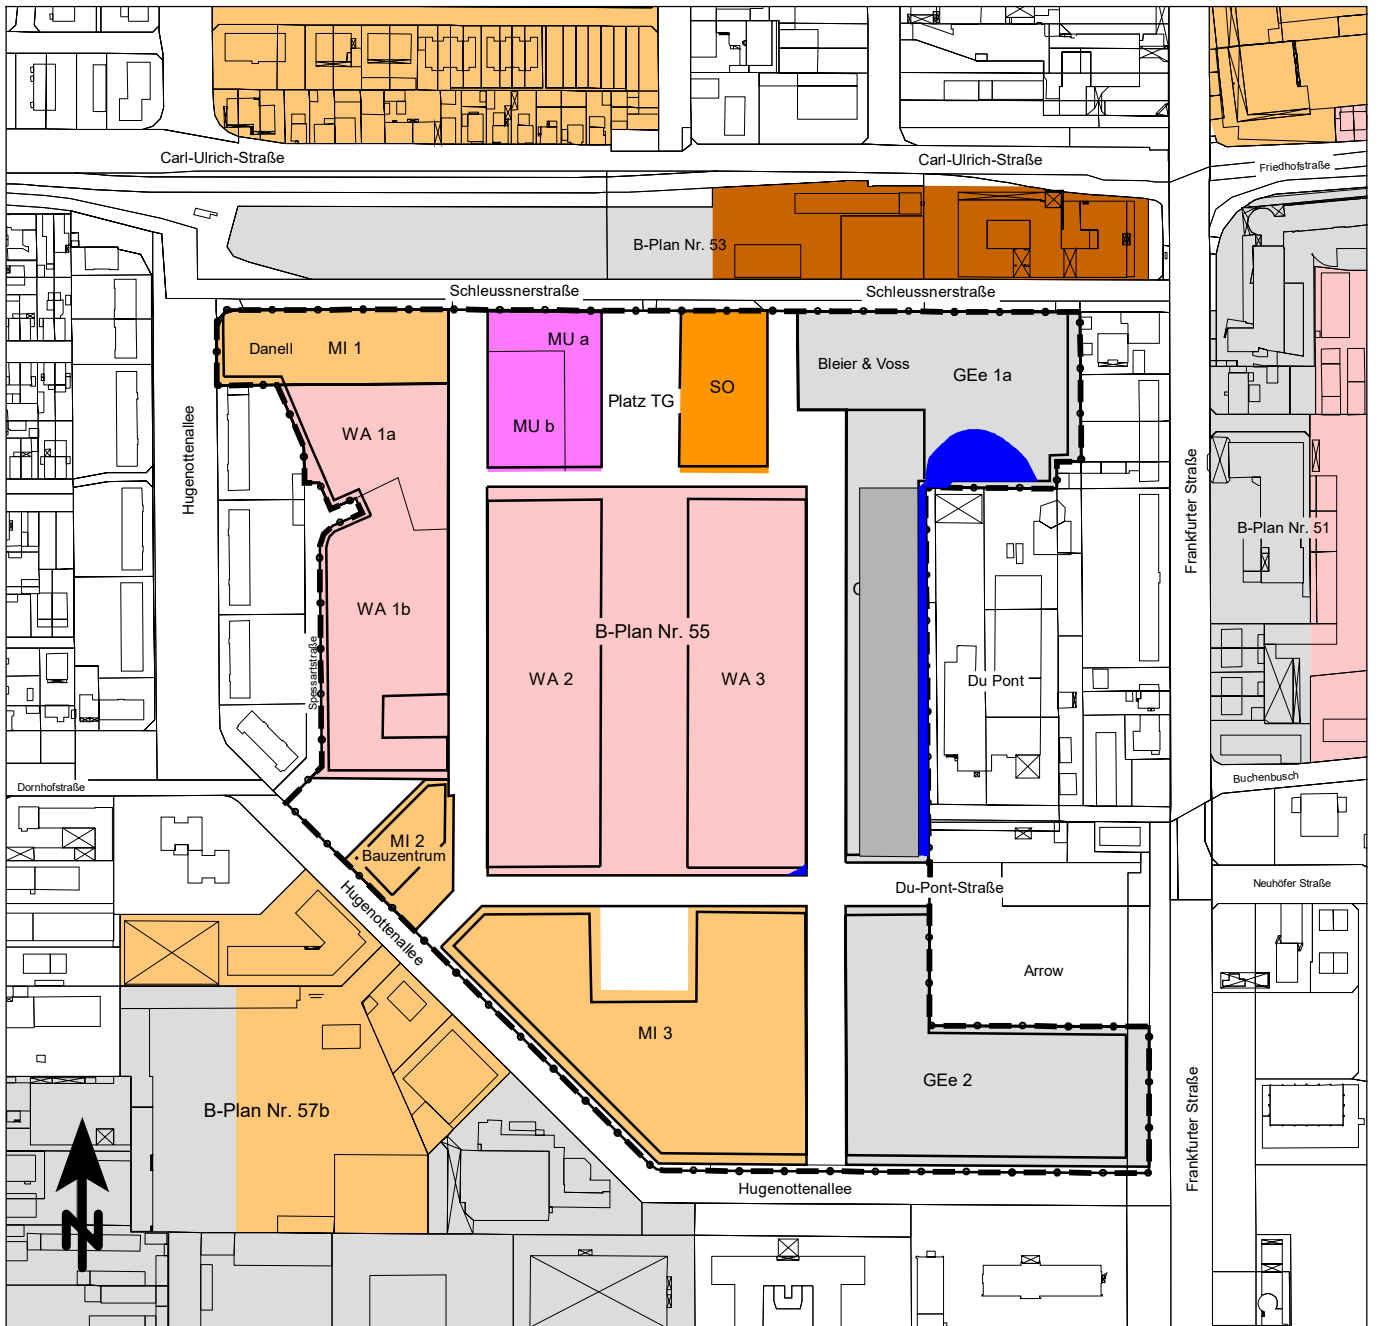 Carl-Ulrich-Straße
Carl-Ulrich-Straße
Friedhofstraße
B-Plan Nr. 53
Schleussnerstraße
Schleussnerstraße
Danell
MI 1
MU a
Platz TG
SO
Bleier & Voss
GEe 1a
MU b
WA 1a
Hugenottenallee
Frankfurter Straße
B-Plan Nr. 51
WA 1b
B-Plan Nr. 55
Spessartstraße
WA 2
WA 3
Du Pont
Dornhofstraße
Buchenbusch
MI 2
Bauzentrum
Hugenottenallee
Du-Pont-Straße
Neuhöfer Straße
Arrow
MI 3
GEe 2
B-Plan Nr. 57b
Frankfurter Straße
Hugenottenallee
N